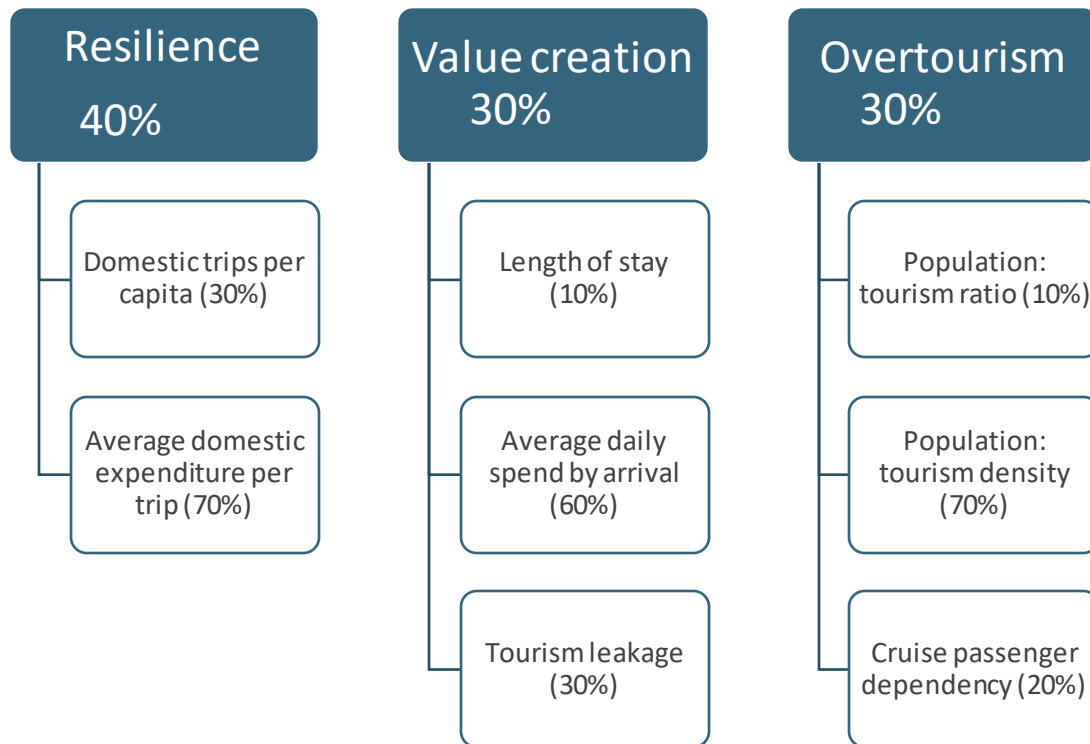 Resilience
40%
Domestic trips per
capita (30%)
Average domestic
expenditure per
trip (70%)
Value creation
30%
Length of stay
(10%)
Average daily
spend by arrival
(60%)
Tourism leakage
(30%)
Overtourism
30%
Population:
tourism ratio (10%)
Population:
tourism density
(70%)
Cruise passenger
dependency (20%)